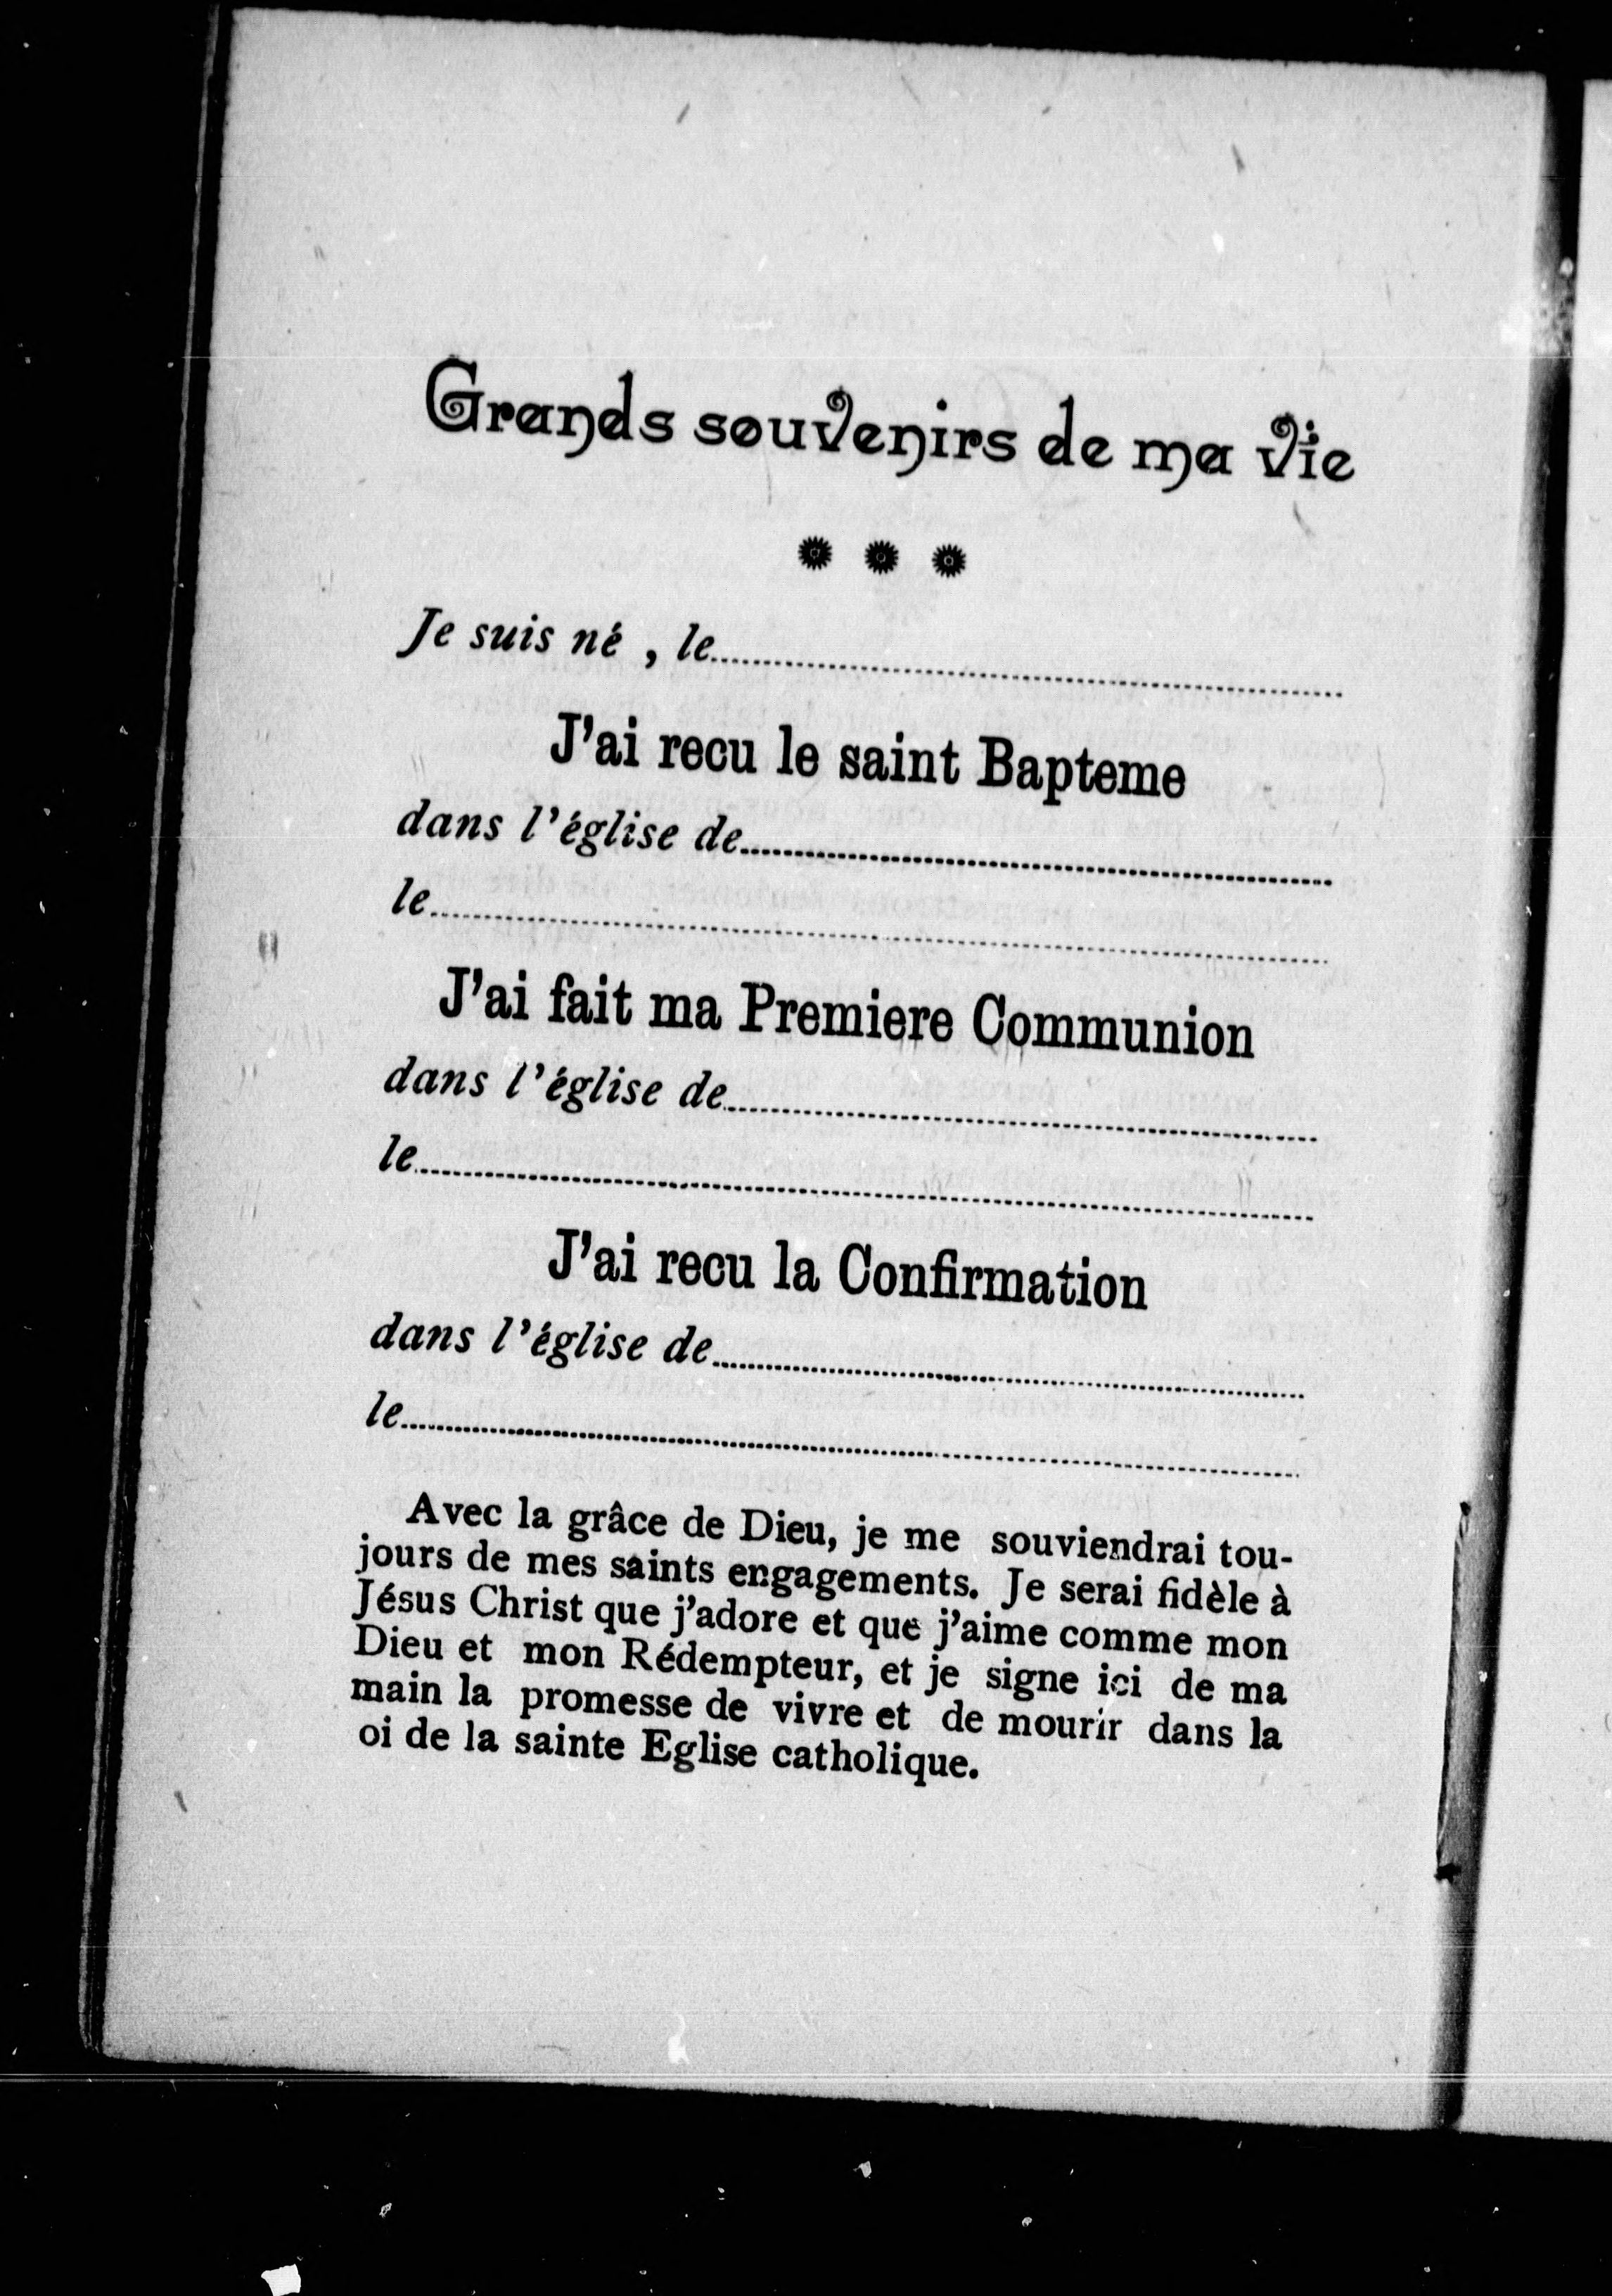 Grands souvenirs de ma vie
Je suis né , le
J'ai recu le saint Bapteme
dans l'église de
le
J'ai fait ma Premiere Communion
dans l'église de
le
J'ai recu la Confirmation
dans l'église de
le
Avec la grâce de Dieu, je me souviendrai tou-
jours de mes saints engagements. Je serai fidèle à
Jésus Christ que j'adore et que j'aime comme mon
Dieu et mon Rédempteur, et je signe ici de ma
main la promesse de vivre et de mourir dans la
oi de la sainte Eglise catholique.